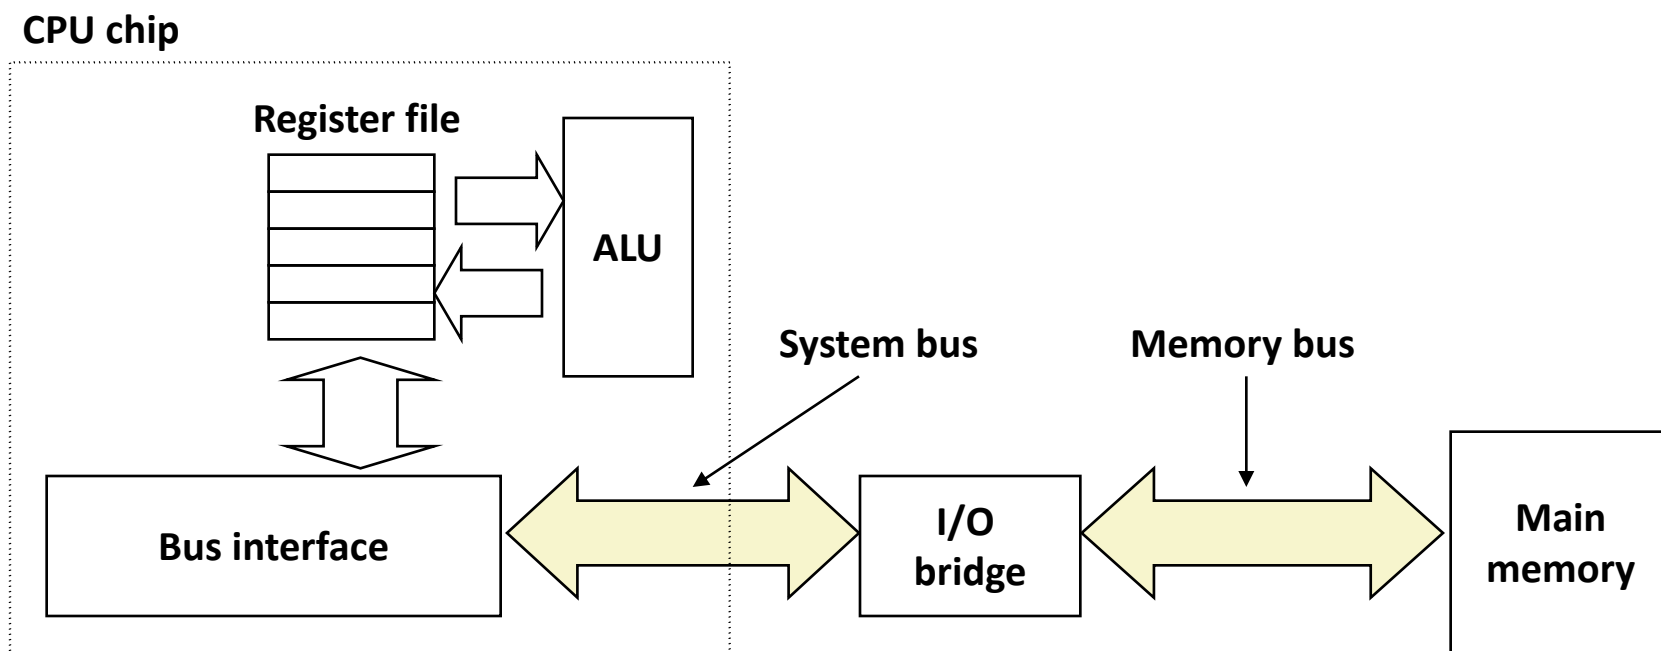 CPU chip
Register file
ALU
System bus
Memory bus
Bus interface
I/O
bridge
Main
memory